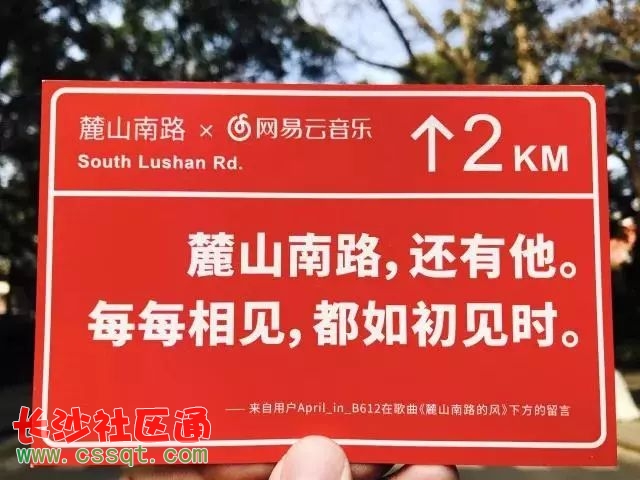 麓山南路 × 网易云音乐
South Lushan Rd.
↑2 KM
麓山南路，还有他。
每每相见，都如初见时。
——来自用户April_in_B612在歌曲《麓山南路的风》下方的留言
长沙社区通
www.cssqt.com